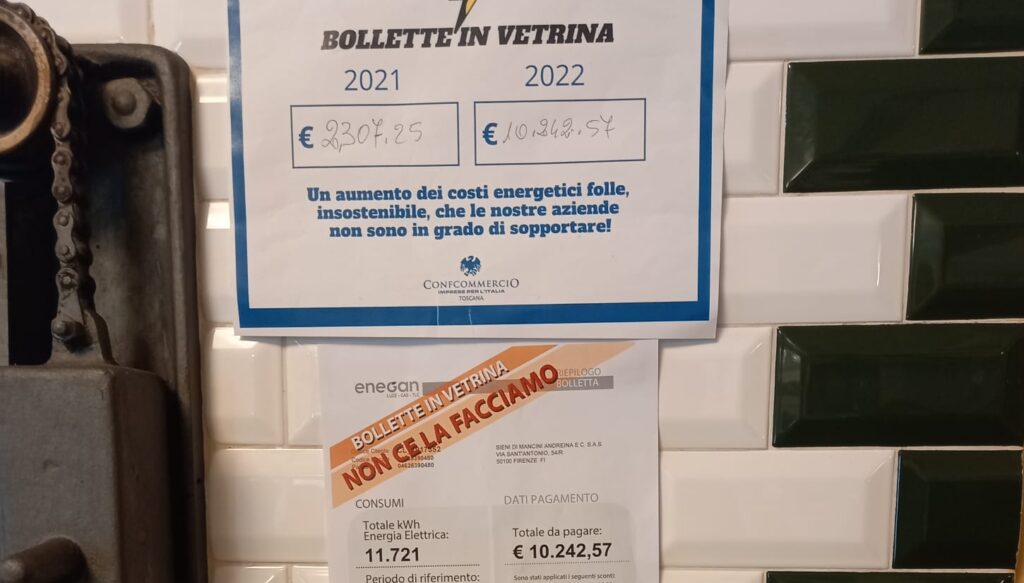 BOLLETTE IN VETRINA
2021
2022
€ 2307.25
€ 10.242.57
Un aumento dei costi energetici folle,
insostenibile, che le nostre aziende
non sono in grado di sopportare!
CONFCOMMERCIO
IMPRESE PER L'ITALIA
TOSCANA
enegan
LUCE - GAS - TLC
RIEPILOGO
BOLLETTA
BOLLETTE IN VETRINA
NON CE LA FACCIAMO
SIENI DI MANCINI ANDREINA E C. S.A.S
VIA SANT'ANTONIO, 54/R
50100 FIRENZE FI
CONSUMI
DATI PAGAMENTO
Totale kWh
Energia Elettrica:
11.721
Totale da pagare:
€ 10.242,57
Periodo di riferimento:
Sono stati applicati i seguenti sconti: